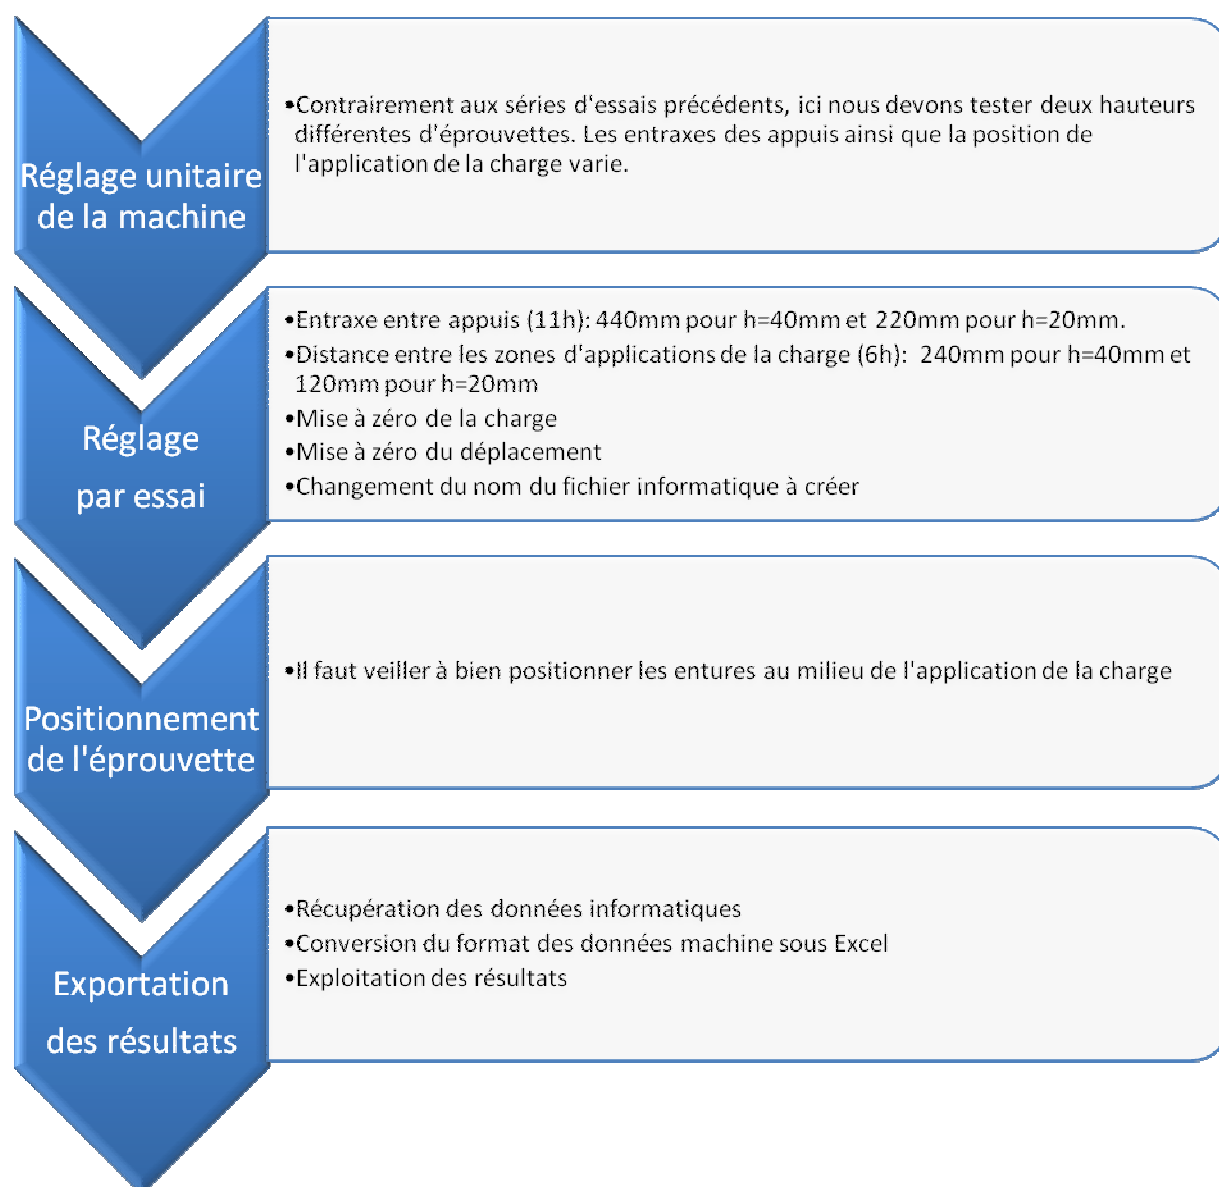 Réglage unitaire
de la machine
•Contrairement aux séries d'essais précédents, ici nous devons tester deux hauteurs
différentes d'éprouvettes. Les entraxes des appuis ainsi que la position de
l'application de la charge varie.
Réglage
par essai
•Entraxe entre appuis (11h): 440mm pour h=40mm et 220mm pour h=20mm.
•Distance entre les zones d'applications de la charge (6h): 240mm pour h=40mm et
120mm pour h=20mm
•Mise à zéro de la charge
•Mise à zéro du déplacement
•Changement du nom du fichier informatique à créer
Positionnement
de l'éprouvette
•Il faut veiller à bien positionner les entures au milieu de l'application de la charge
Exportation
des résultats
•Récupération des données informatiques
•Conversion du format des données machine sous Excel
•Exploitation des résultats